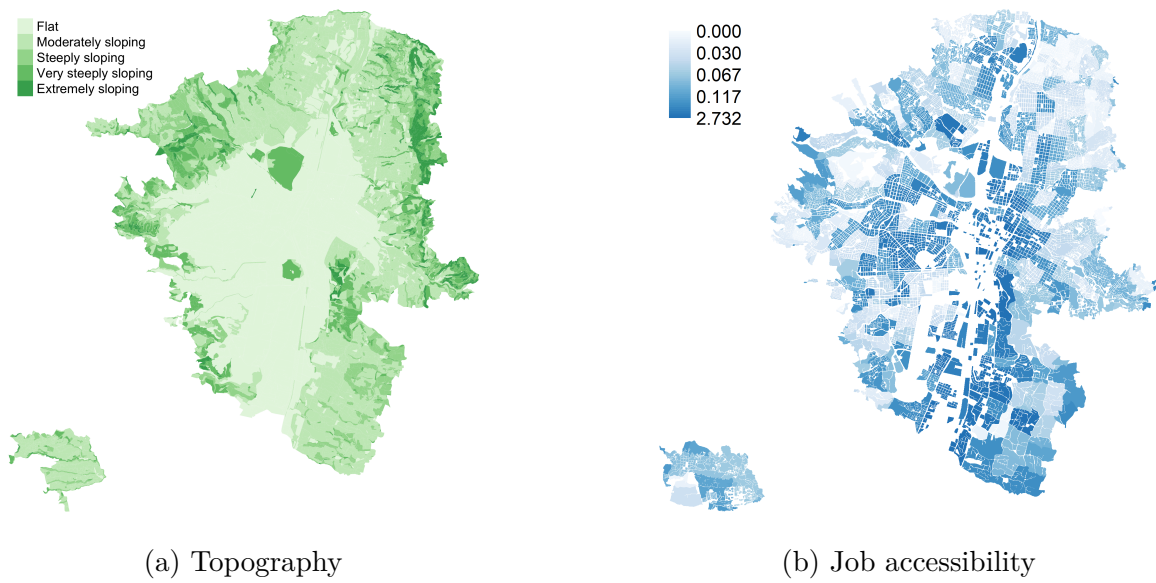 Flat
Moderately sloping
Steeply sloping
Very steeply sloping
Extremely sloping
0.000
0.030
0.067
0.117
2.732
(a) Topography
(b) Job accessibility